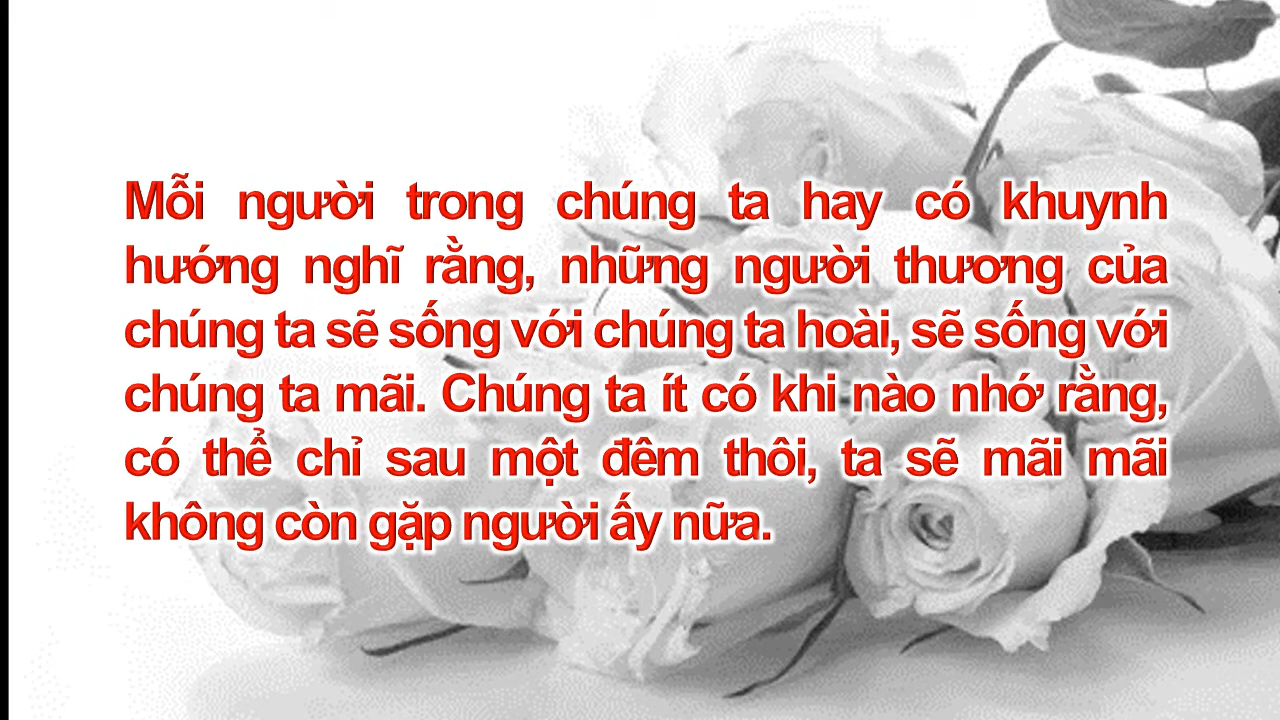 Mỗi người trong chúng ta hay có khuynh
hướng nghĩ rằng, những người thương của
chúng ta sẽ sống với chúng ta hoài, sẽ sống với
chúng ta mãi. Chúng ta ít có khi nào nhớ rằng,
có thể chỉ sau một đêm thôi, ta sẽ mãi mãi
không còn gặp người ấy nữa.